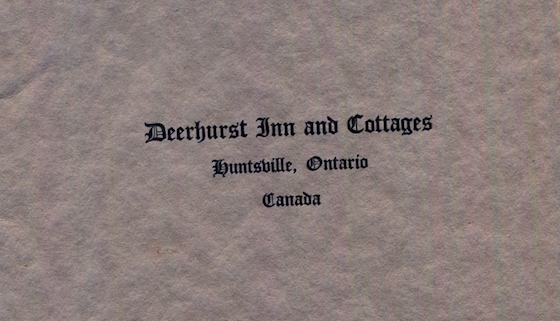 Deerhurst Inn and Cottages
Huntsville, Ontario
Canada